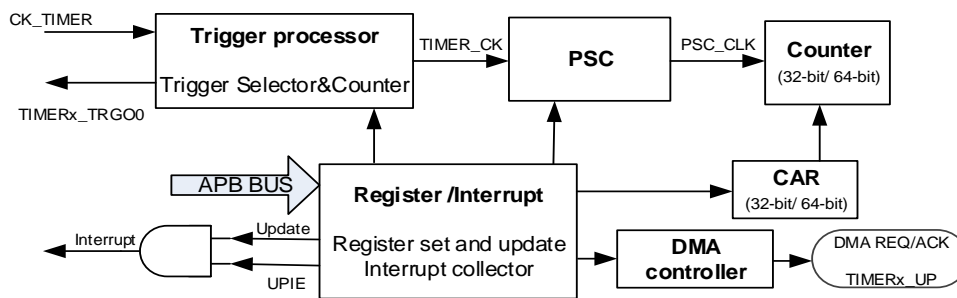 CK_TIMER
Trigger processor
Trigger Selector&Counter
TIMERx_TRGO0
TIMER_CK
PSC
PSC_CLK
Counter
(32-bit/ 64-bit)
APB BUS
Register /Interrupt
Register set and update
Interrupt collector
CAR
(32-bit/ 64-bit)
Interrupt
Update
UPIE
DMA
controller
DMA REQ/ACK
TIMERx_UP